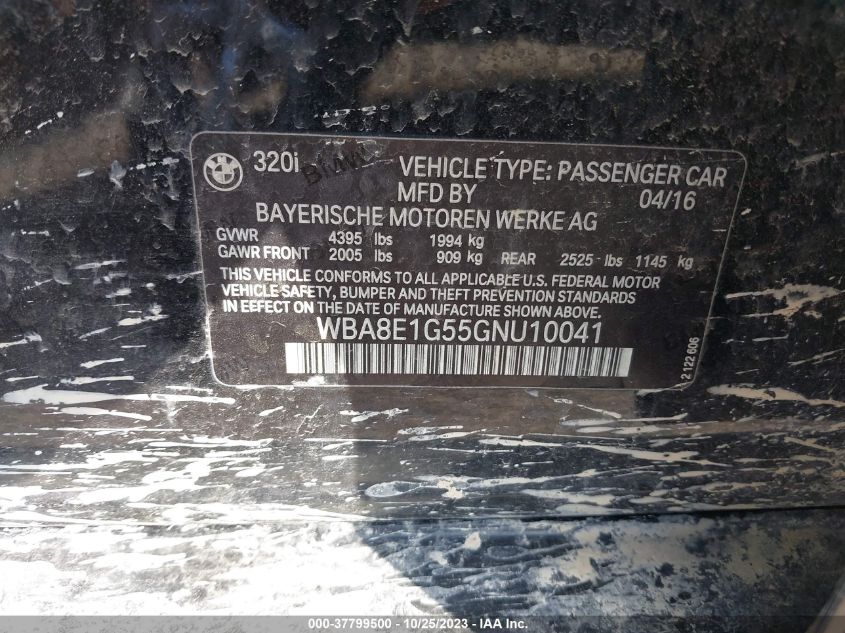 320i
BMW
VEHICLE TYPE: PASSENGER CAR
MFD BY
04/16
BAYERISCHE MOTOREN WERKE AG
GVWR 4395 lbs 1994 kg
GAWR FRONT 2005 lbs 909 kg REAR 2525 lbs 1145 kg
THIS VEHICLE CONFORMS TO ALL APPLICABLE U.S. FEDERAL MOTOR
VEHICLE SAFETY, BUMPER AND THEFT PREVENTION STANDARDS
IN EFFECT ON THE DATE OF MANUFACTURE SHOWN ABOVE.
WBA8E1G55GNU10041
2 122 606
000-37799500 - 10/25/2023 - IAA